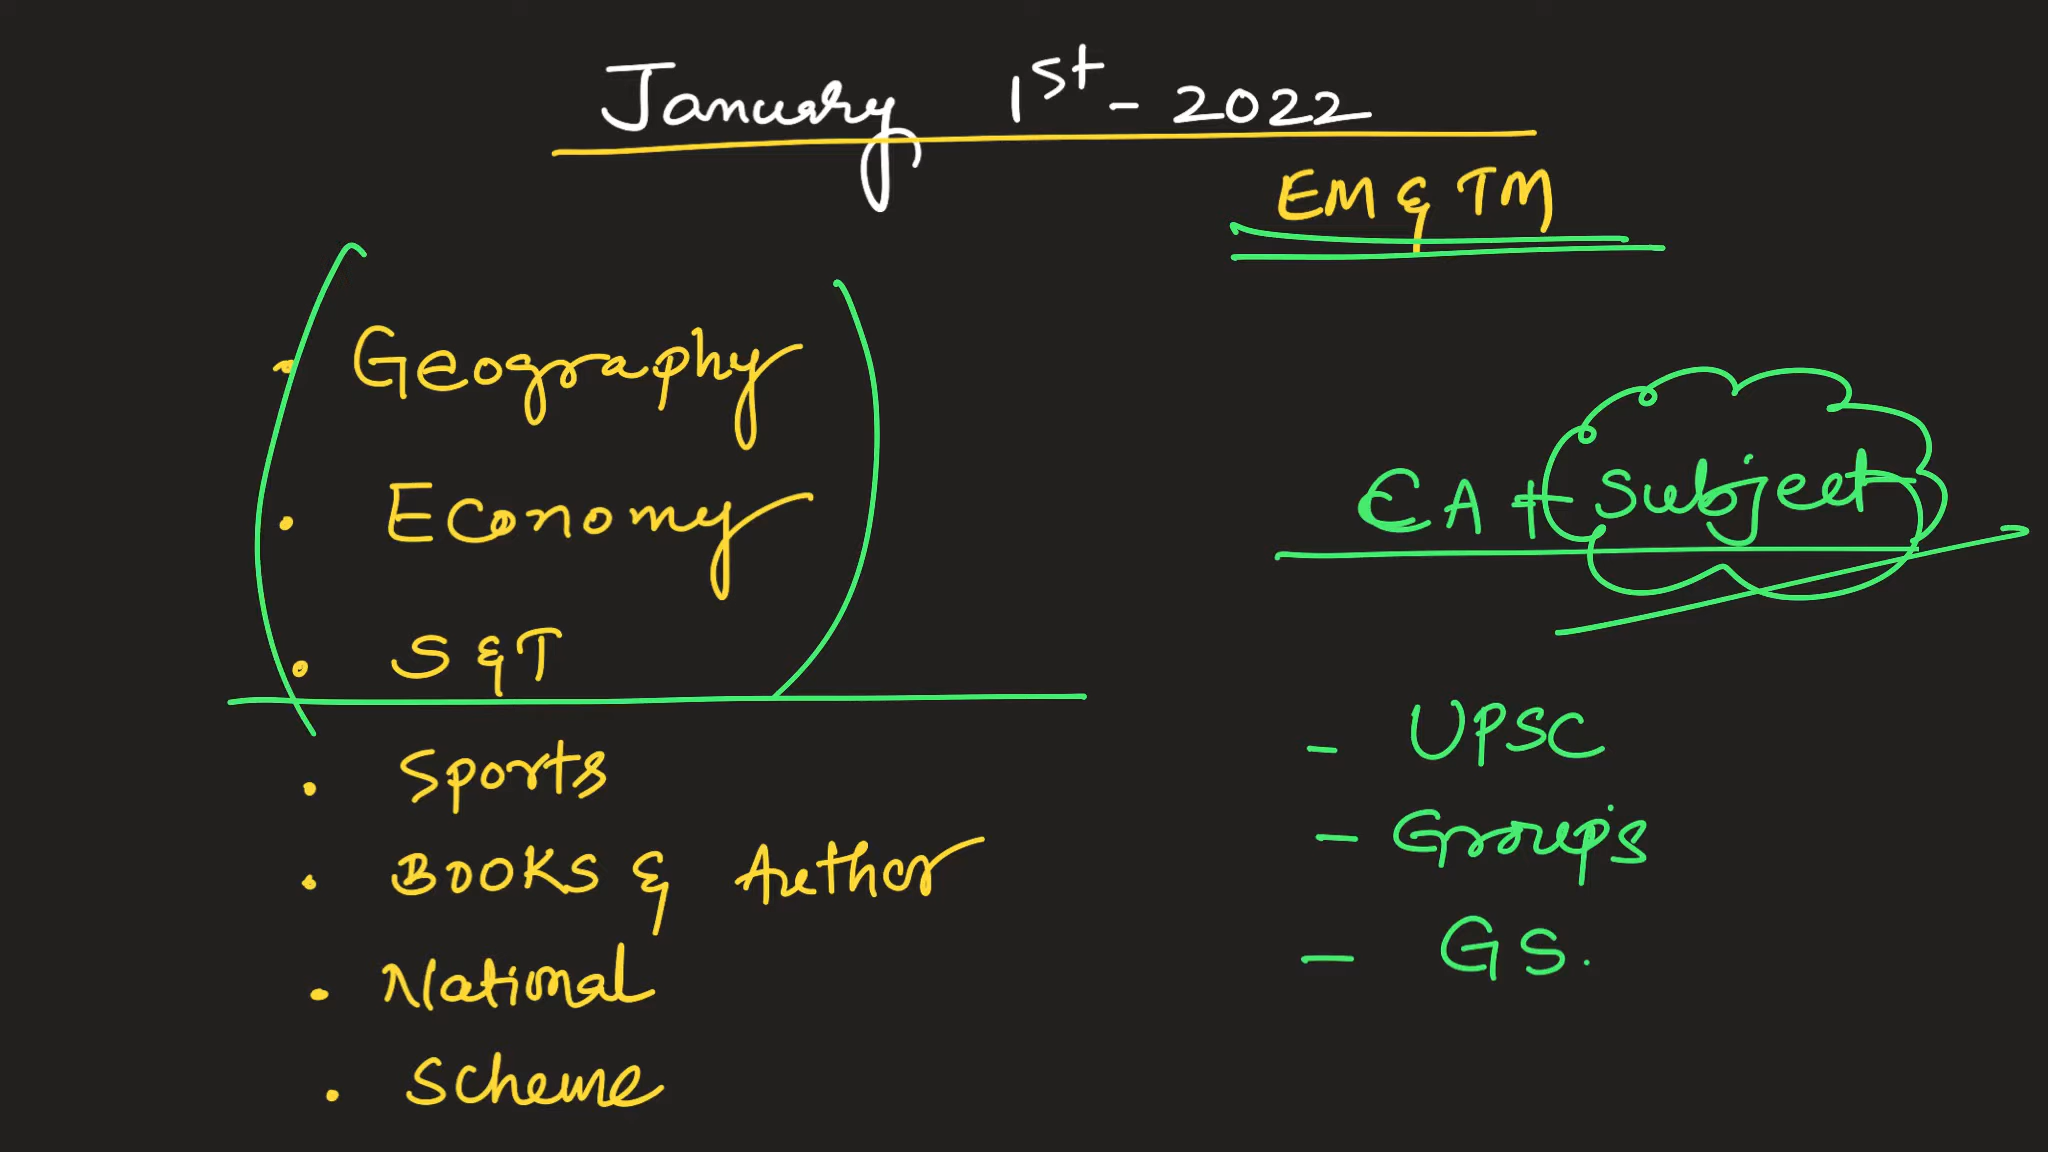 January 1st - 2022
EM & TM
• Geography
• Economy
• S & T
• Sports
• BOOKS & Author
• National
• Scheme
CA + Subject
- UPSC
- Groups
- GS.